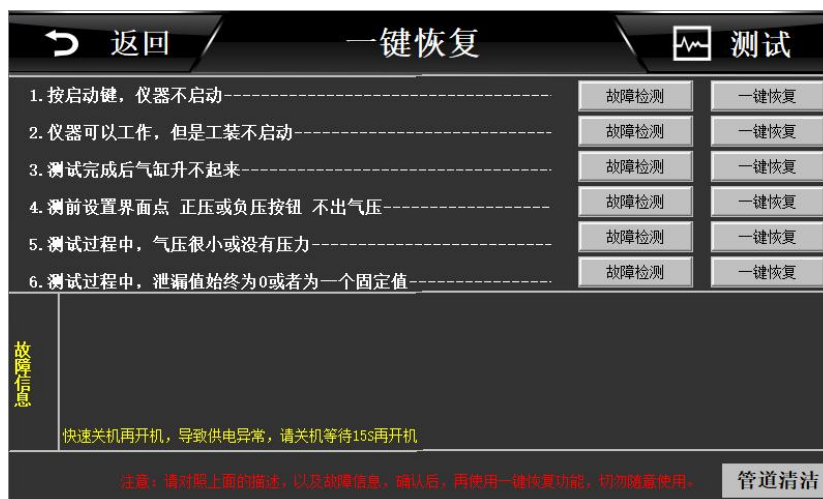 返回 一键恢复 测试
1.按启动键，仪器不启动----------------------------------- 故障检测 一键恢复
2.仪器可以工作，但是工装不启动---------------------------- 故障检测 一键恢复
3.测试完成后气缸升不起来--------------------------------- 故障检测 一键恢复
4.测前设置界面点 正压或负压按钮 不出气压------------------ 故障检测 一键恢复
5.测试过程中，气压很小或没有压力-------------------------- 故障检测 一键恢复
6.测试过程中，泄漏值始终为0或者为一个固定值--------------- 故障检测 一键恢复
故障信息
快速关机再开机，导致供电异常，请关机等待15S再开机
注意：请对照上面的描述，以及故障信息，确认后，再使用一键恢复功能，切勿随意使用。 管道清洁